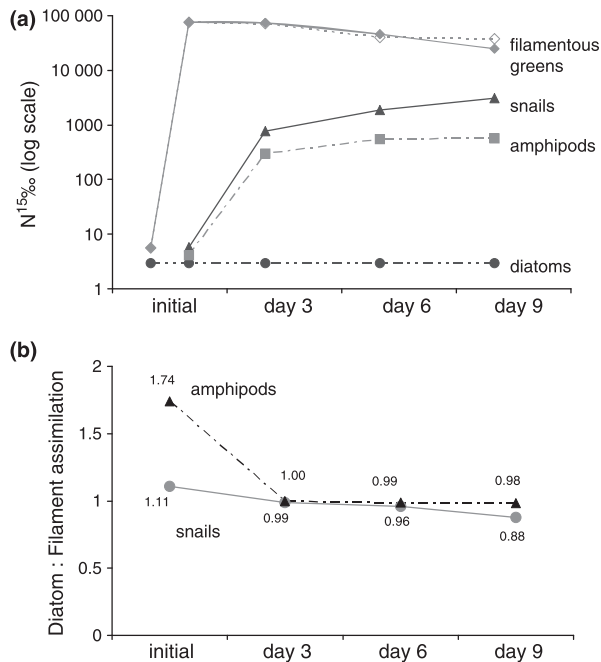 (a)
N15‰ (log scale)
100 000
10 000
1000
100
10
1
filamentous
greens
snails
amphipods
diatoms
initial day 3 day 6 day 9
(b)
Diatom : Filament assimilation
2
1.5
1
0.5
0
1.74
amphipods
1.00 0.99 0.98
1.11 0.99 0.96 0.88
snails
initial day 3 day 6 day 9